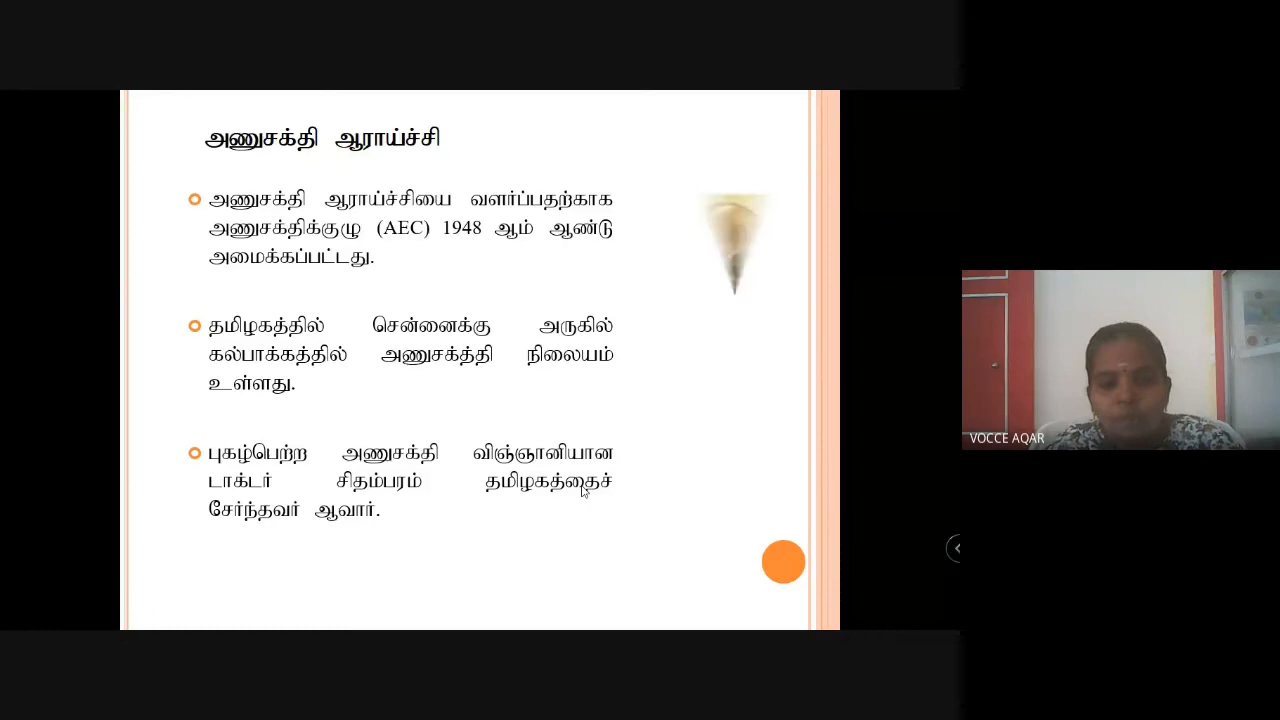 அணுசக்தி ஆராய்ச்சி
அணுசக்தி ஆராய்ச்சியை வளர்ப்பதற்காக
அணுசக்திக்குழு (AEC) 1948 ஆம் ஆண்டு
அமைக்கப்பட்டது.
தமிழகத்தில் சென்னைக்கு அருகில்
கல்பாக்கத்தில் அணுசக்த்தி நிலையம்
உள்ளது.
புகழ்பெற்ற அணுசக்தி விஞ்ஞானியான
டாக்டர் சிதம்பரம் தமிழகத்தைச்
சேர்ந்தவர் ஆவார்.
VOCCE AQAR